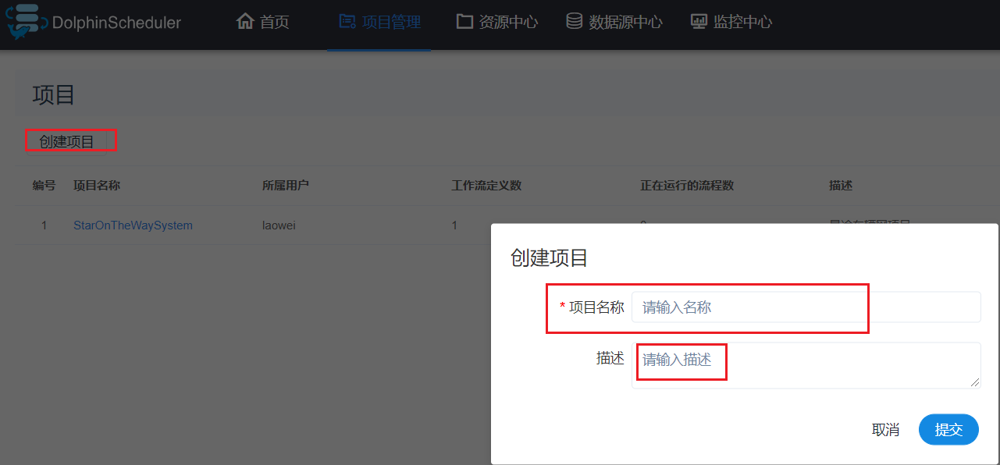 DolphinScheduler 首页 项目管理 资源中心 数据源中心 监控中心
项目
创建项目
编号 项目名称 所属用户 工作流定义数 正在运行的流程数 描述
1 StarOnTheWaySystem laowei 1
创建项目
* 项目名称 请输入名称
描述 请输入描述
取消 提交